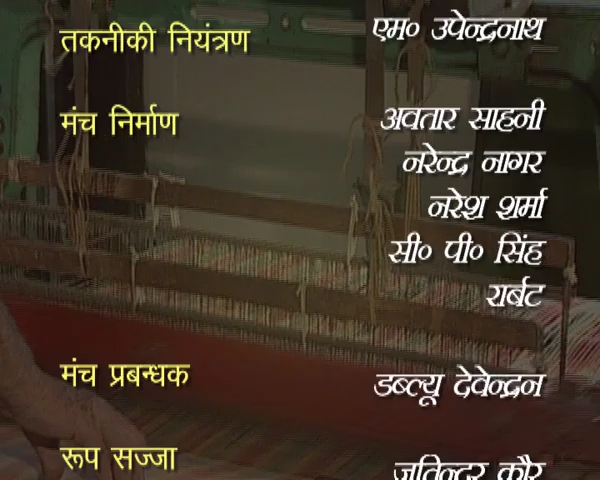 तकनीकी नियंत्रण एम० उपेन्द्रनाथ
मंच निर्माण अवतार साहनी
नरेन्द्र नागर
नरेश शर्मा
सी० पी० सिंह
रार्बट
मंच प्रबन्धक डब्ल्यू देवेन्द्रन
रूप सज्जा जतिन्दर कौर